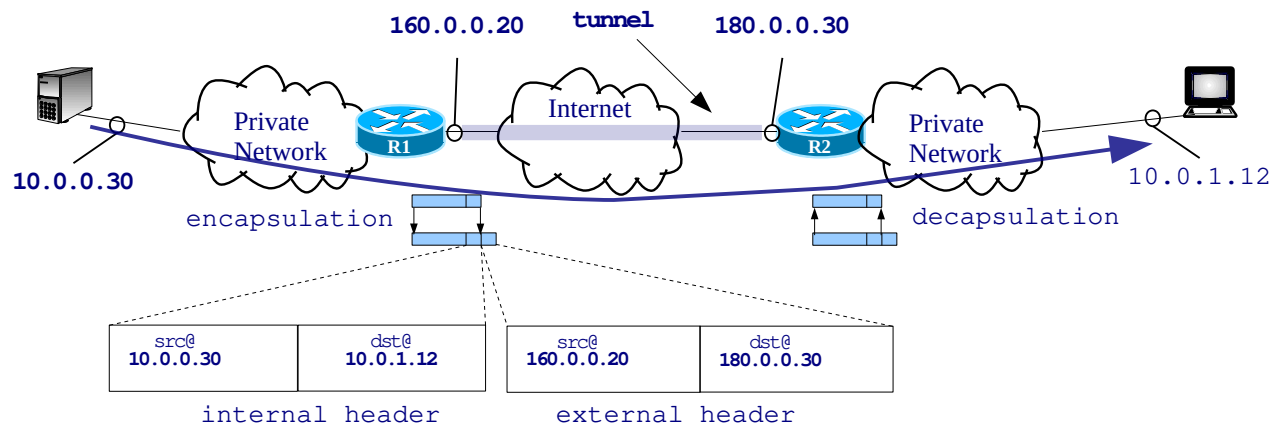 160.0.0.20
tunnel
180.0.0.30
Internet
Private
Network
R1
R2
Private
Network
10.0.0.30
10.0.1.12
encapsulation
decapsulation
src@
10.0.0.30
dst@
10.0.1.12
src@
160.0.0.20
dst@
180.0.0.30
internal header
external header